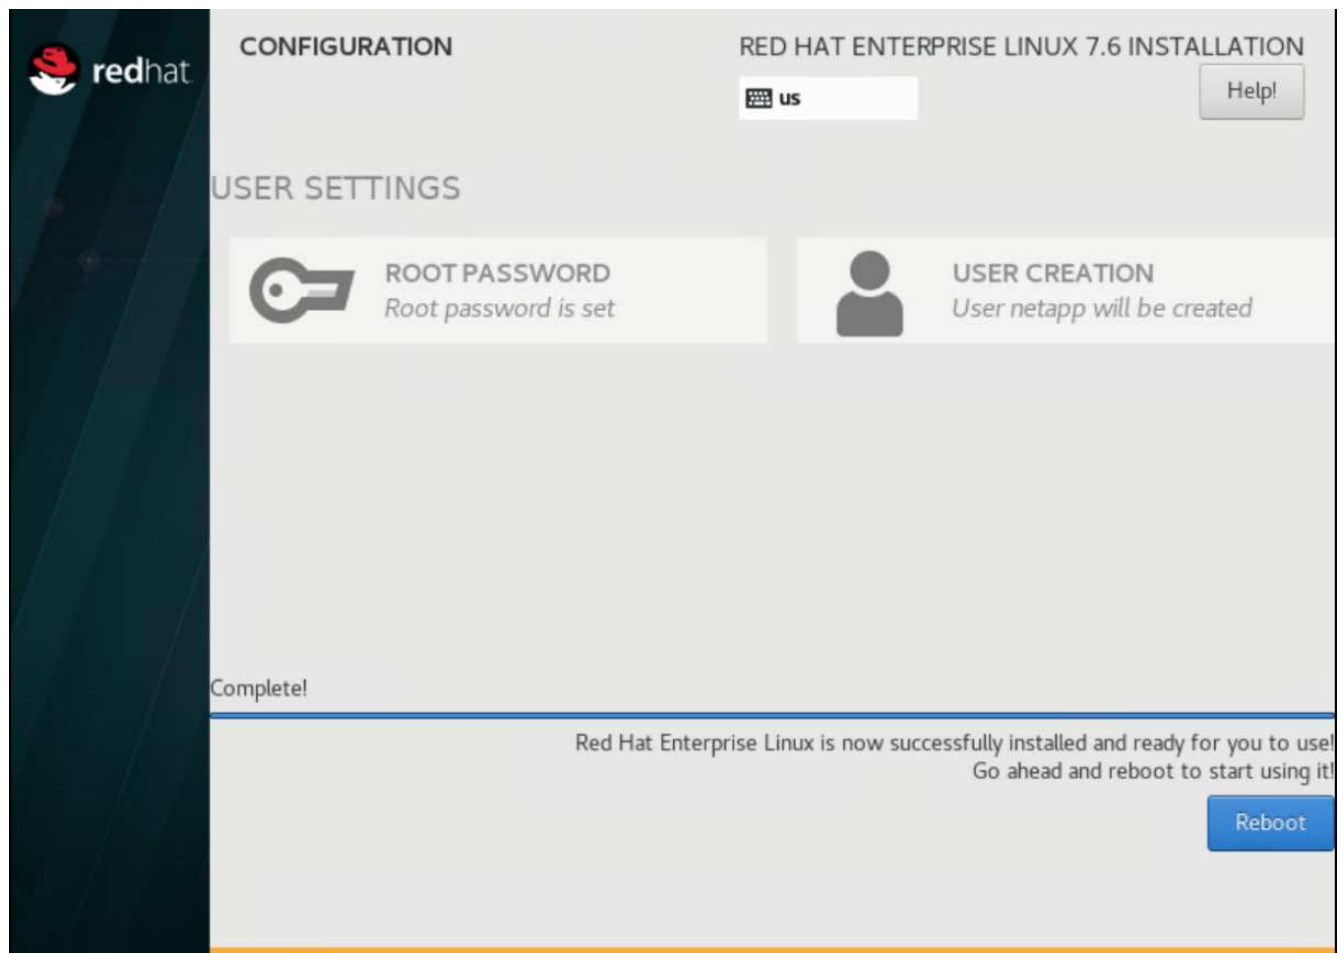 redhat
CONFIGURATION
RED HAT ENTERPRISE LINUX 7.6 INSTALLATION
us
Help!
USER SETTINGS
ROOT PASSWORD
Root password is set
USER CREATION
User netapp will be created
Complete!
Red Hat Enterprise Linux is now successfully installed and ready for you to use!
Go ahead and reboot to start using it!
Reboot